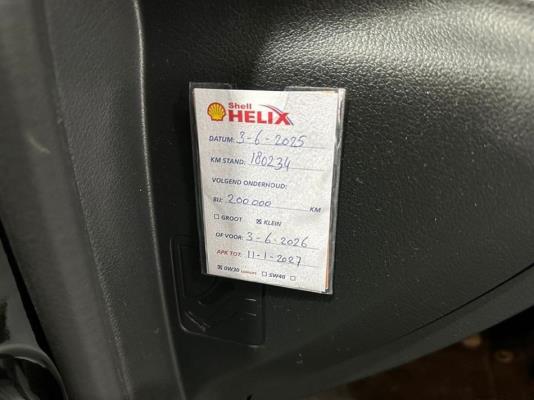 Shell
HELIX
DATUM: 3-6-2025
KM STAND: 180234
VOLGEND ONDERHOUD:
BIJ: 200.000 KM
☐ GROOT ☒ KLEIN
OF VOOR: 3-6-2026
APK TOT: 11-1-2027
☒ 0W30 ☐ 5W40 ☐